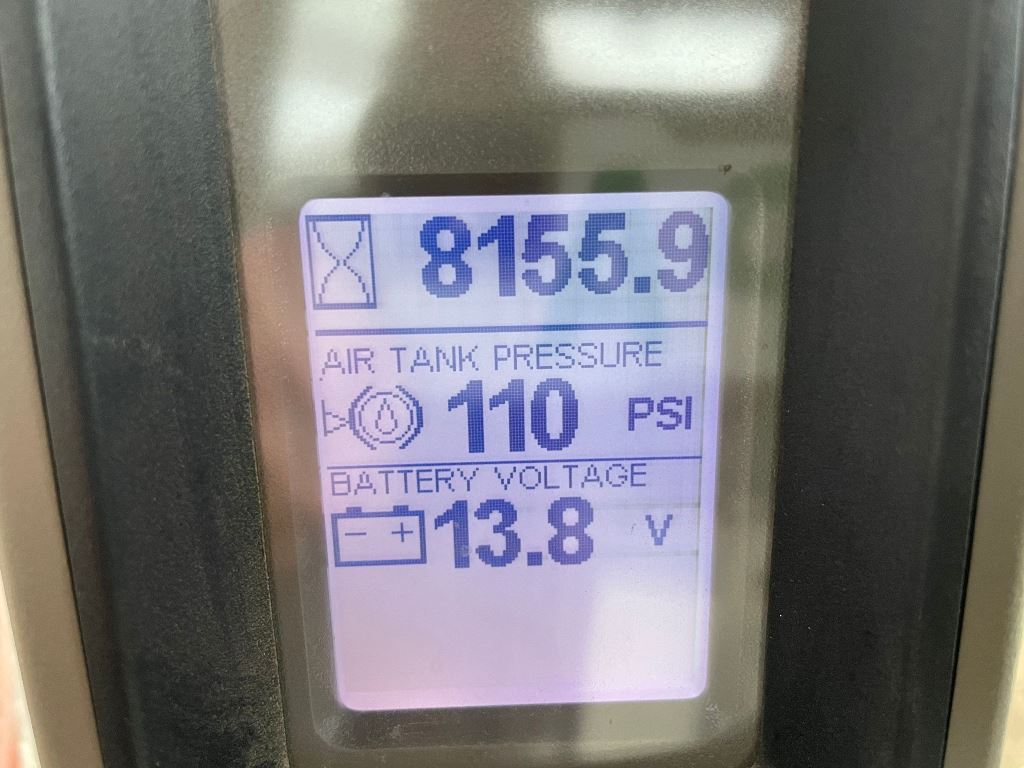 8155.9
AIR TANK PRESSURE
110 PSI
BATTERY VOLTAGE
- + 13.8 V